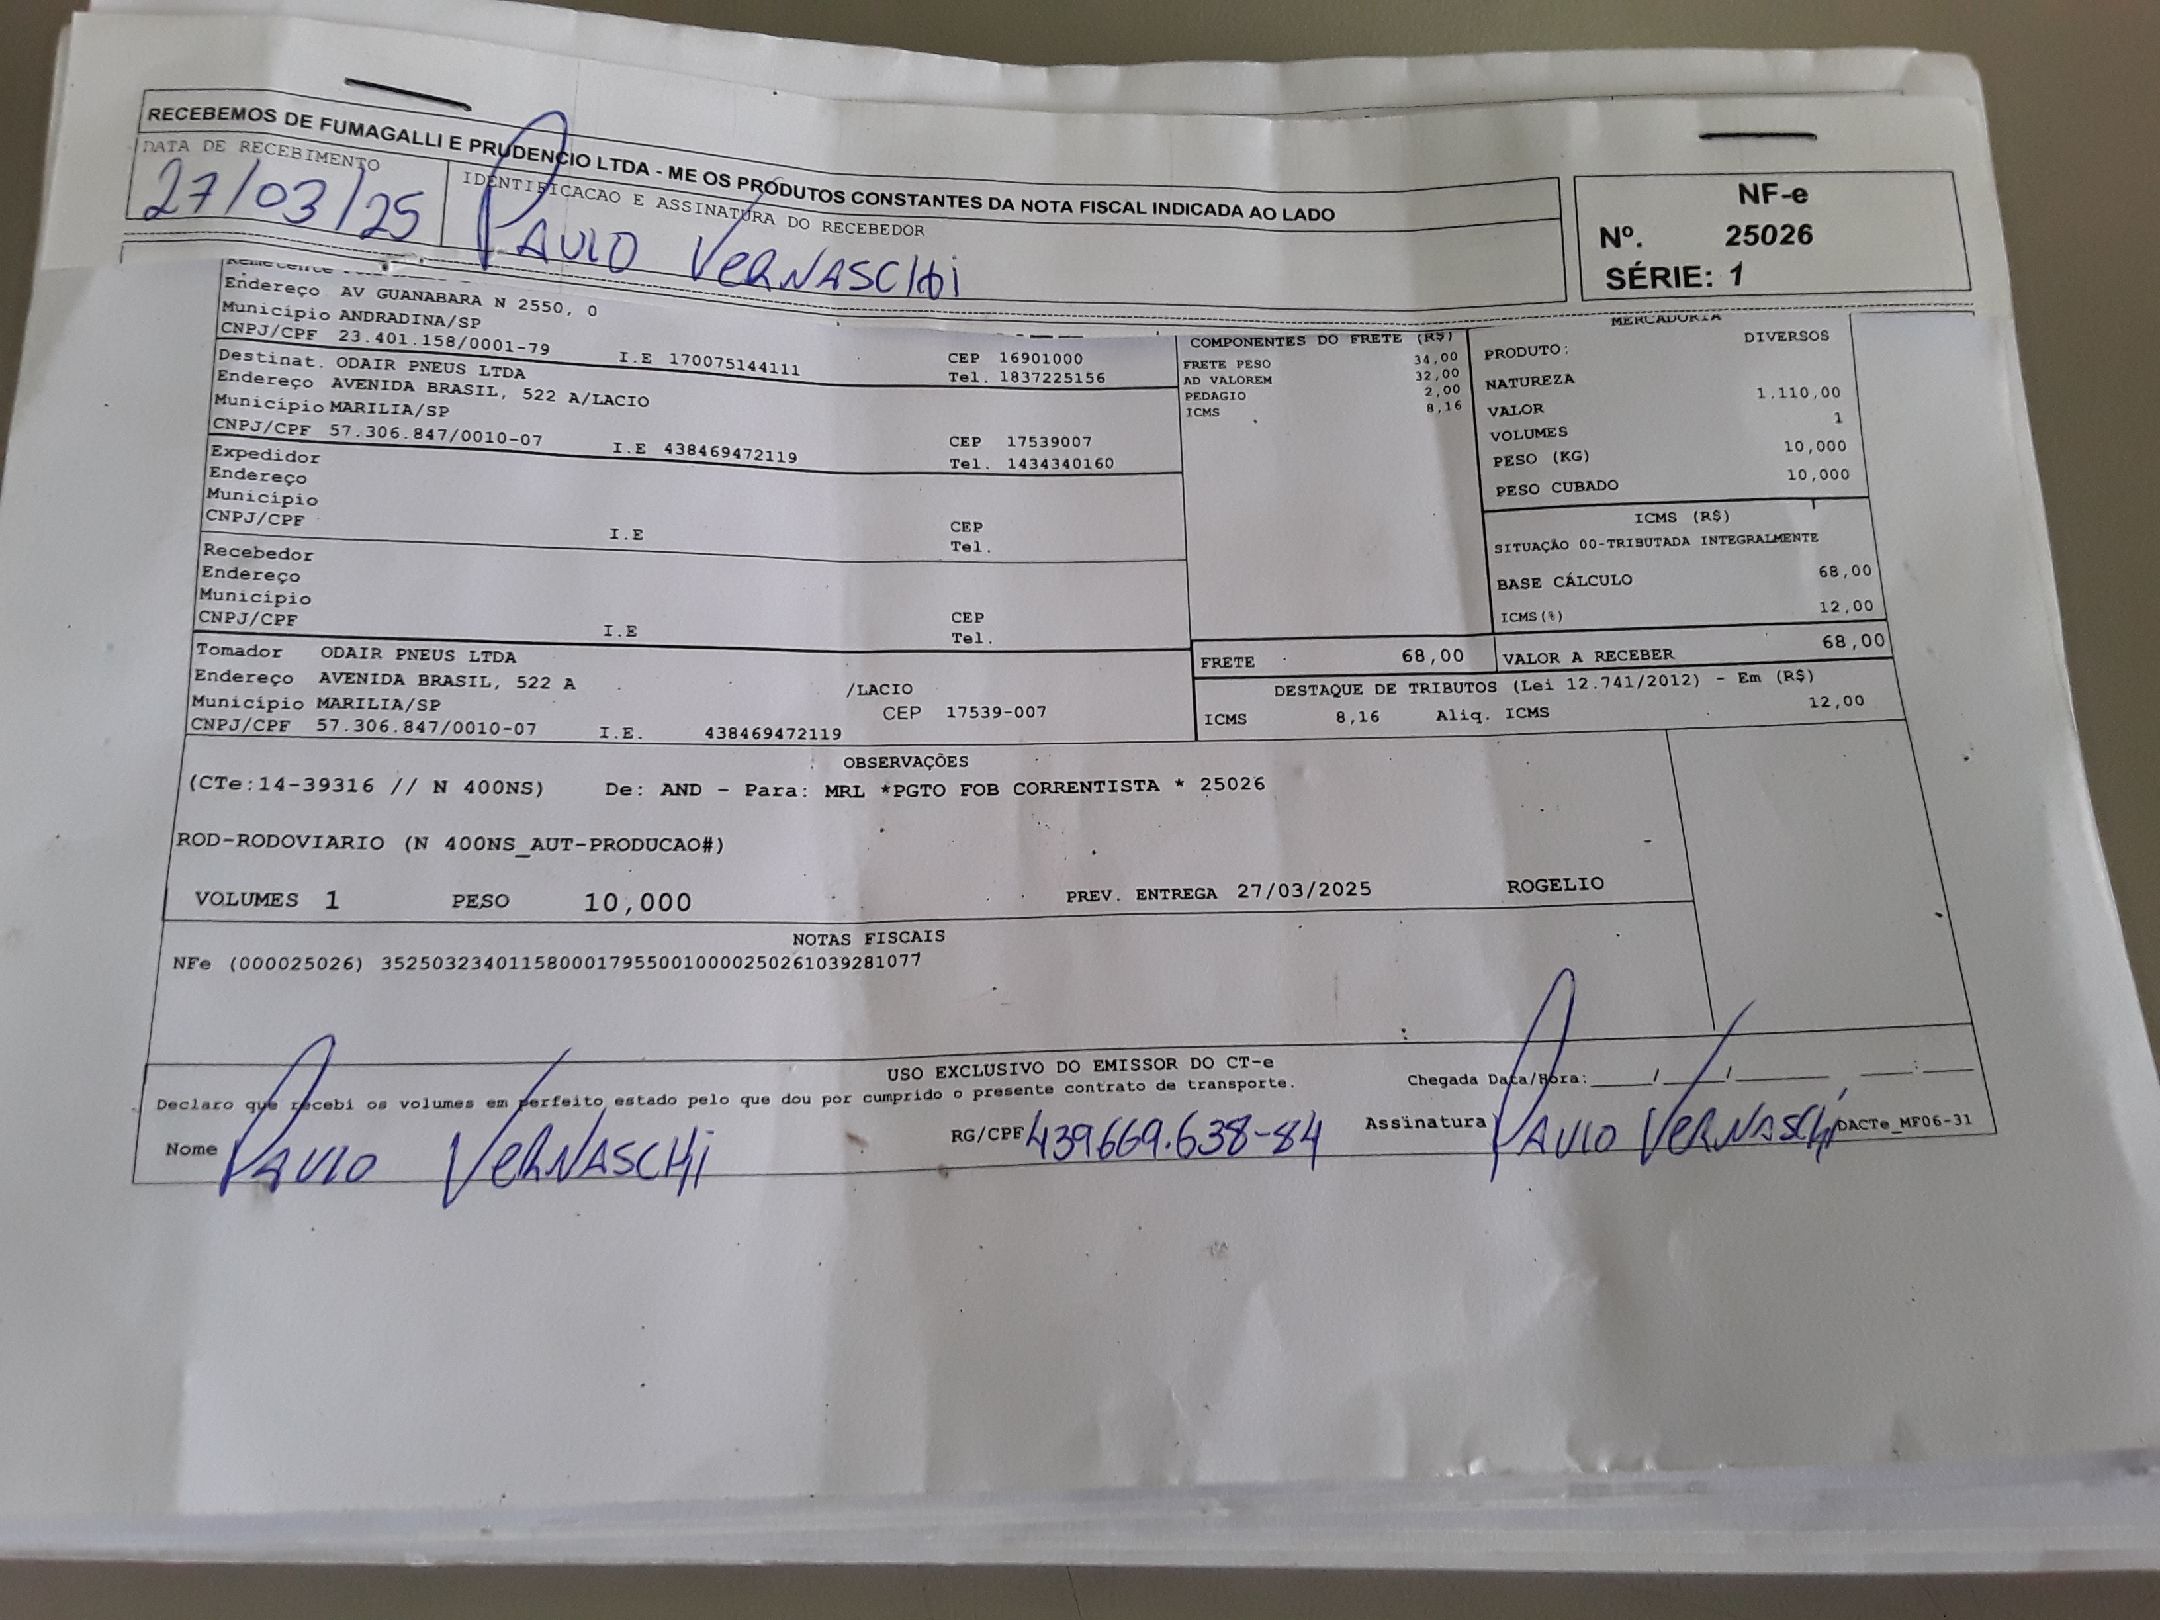 RECEBEMOS DE FUMAGALLI E PRUDENCIO LTDA - ME OS PRODUTOS CONSTANTES DA NOTA FISCAL INDICADA AO LADO
DATA DE RECEBIMENTO
27/03/25
IDENTIFICACAO E ASSINATURA DO RECEBEDOR
PAULO VERNASCHi
NF-e
Nº. 25026
SÉRIE: 1
Remetente
Endereço AV GUANABARA N 2550, 0
Município ANDRADINA/SP CEP 16901000
CNPJ/CPF 23.401.158/0001-79 I.E 170075144111 Tel. 1837225156
Destinat. ODAIR PNEUS LTDA
Endereço AVENIDA BRASIL, 522 A/LACIO
Município MARILIA/SP CEP 17539007
CNPJ/CPF 57.306.847/0010-07 I.E 438469472119 Tel. 1434340160
Expedidor
Endereço
Município CEP
CNPJ/CPF I.E Tel.
Recebedor
Endereço
Município CEP
CNPJ/CPF I.E Tel.
Tomador ODAIR PNEUS LTDA
Endereço AVENIDA BRASIL, 522 A /LACIO
Município MARILIA/SP CEP 17539-007
CNPJ/CPF 57.306.847/0010-07 I.E. 438469472119
COMPONENTES DO FRETE (R$)
FRETE PESO 34,00
AD VALOREM 32,00
PEDAGIO 2,00
ICMS 8,16
MERCADORIA
PRODUTO: DIVERSOS
NATUREZA
VALOR 1.110,00
VOLUMES 1
PESO (KG) 10,000
PESO CUBADO 10,000
ICMS (R$)
SITUAÇÃO 00-TRIBUTADA INTEGRALMENTE
BASE CÁLCULO 68,00
ICMS(%) 12,00
FRETE 68,00 VALOR A RECEBER 68,00
DESTAQUE DE TRIBUTOS (Lei 12.741/2012) - Em (R$)
ICMS 8,16 Aliq. ICMS 12,00
OBSERVAÇÕES
(CTe:14-39316 // N 400NS) De: AND - Para: MRL *PGTO FOB CORRENTISTA * 25026
ROD-RODOVIARIO (N 400NS_AUT-PRODUCAO#)
VOLUMES 1 PESO 10,000 PREV. ENTREGA 27/03/2025 ROGELIO
NOTAS FISCAIS
NFe (000025026) 35250323401158000179550010000250261039281077
USO EXCLUSIVO DO EMISSOR DO CT-e
Declaro que recebi os volumes em perfeito estado pelo que dou por cumprido o presente contrato de transporte. Chegada Data/Hora:____/____/______ ____:____
Nome PAULO VERNASCHi RG/CPF 439669.638-84 Assinatura PAULO VERNASCHi DACTe_MF06-31